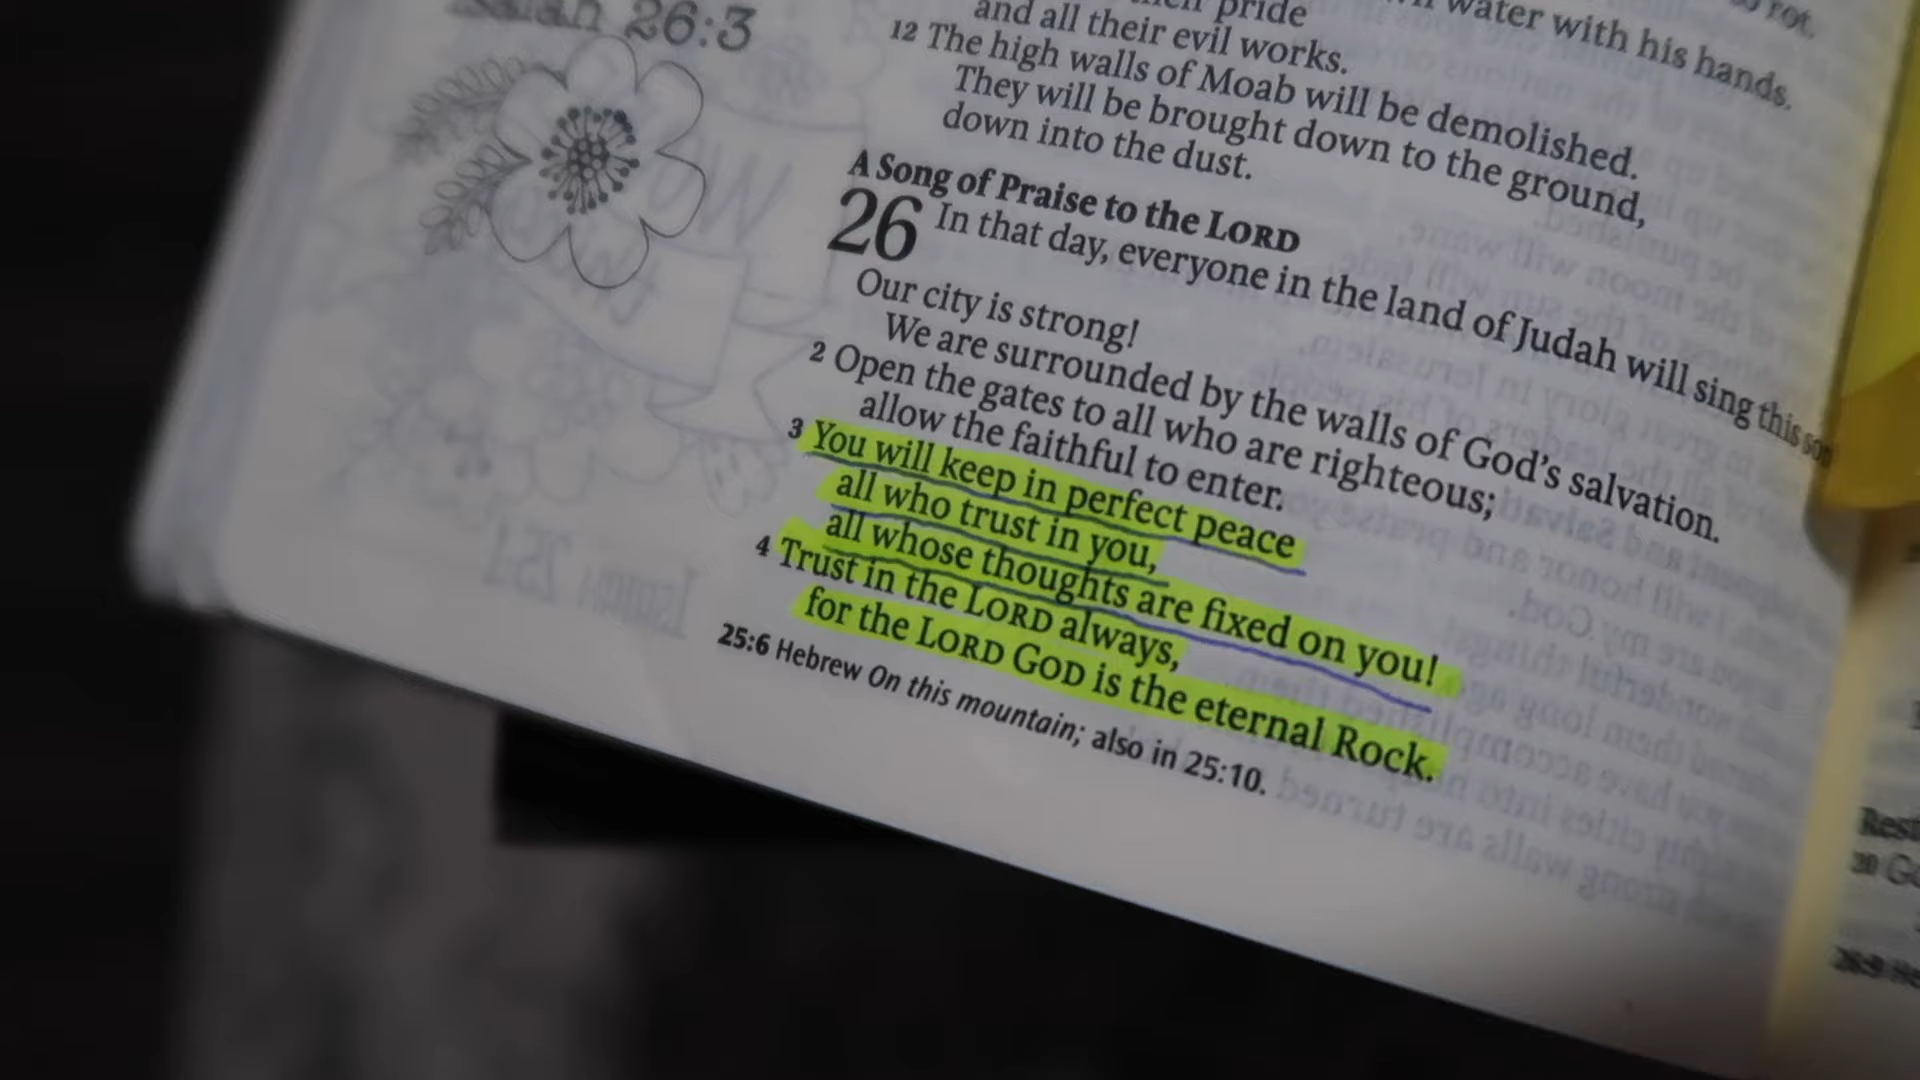 26:3
pride
water with his hands.
and all their evil works.
12 The high walls of Moab will be demolished.
They will be brought down to the ground,
down into the dust.
A Song of Praise to the LORD
26 In that day, everyone in the land of Judah will sing this
Our city is strong!
We are surrounded by the walls of God's salvation.
2 Open the gates to all who are righteous;
allow the faithful to enter.
3 You will keep in perfect peace
all who trust in you,
all whose thoughts are fixed on you!
4 Trust in the LORD always,
for the LORD GOD is the eternal Rock.
25:6 Hebrew On this mountain; also in 25:10.